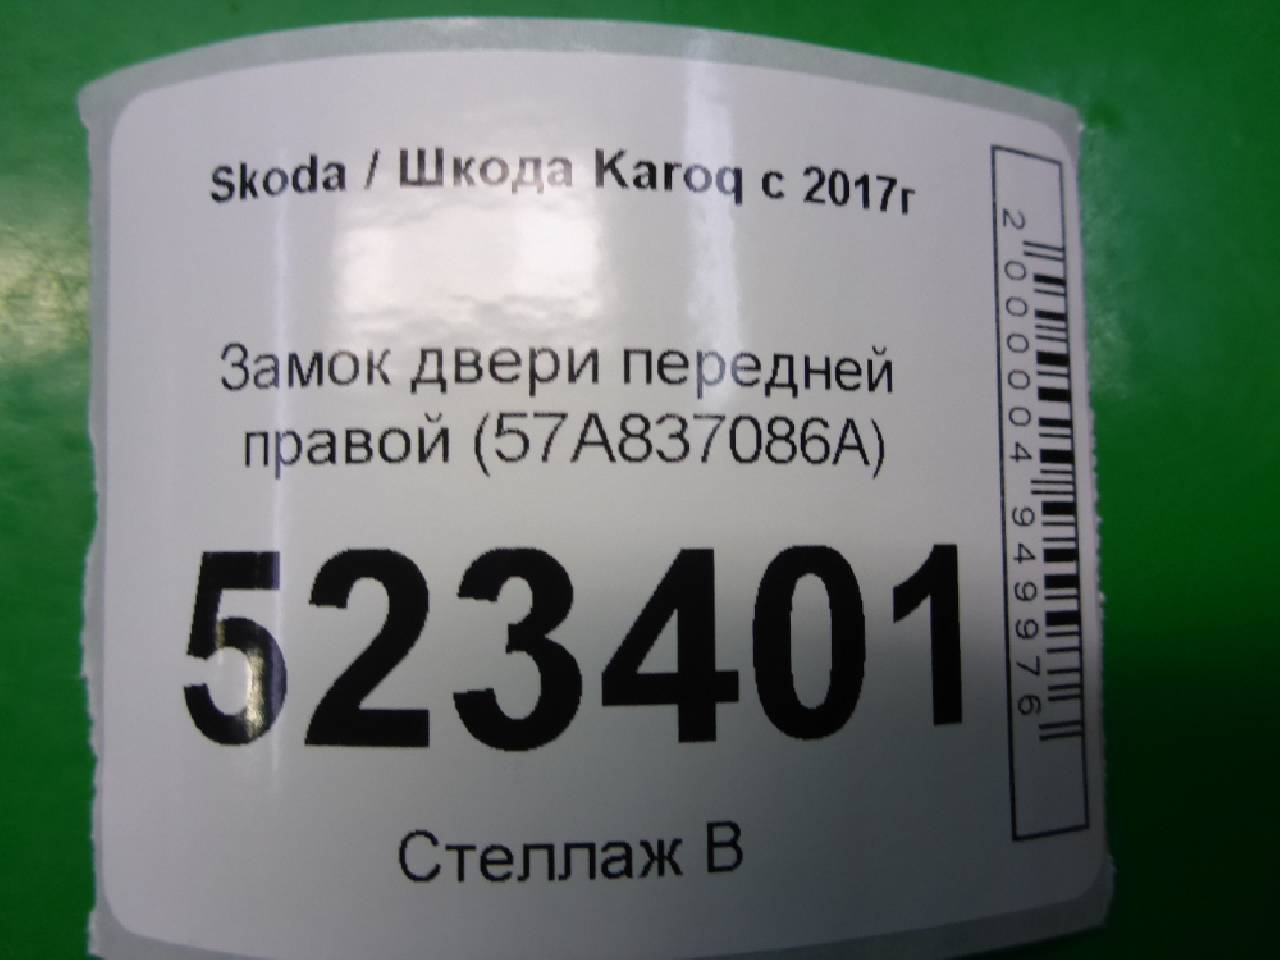 Skoda / Шкода Karoq с 2017г
Замок двери передней
правой (57A837086A)
523401
Стеллаж В
2000004949976